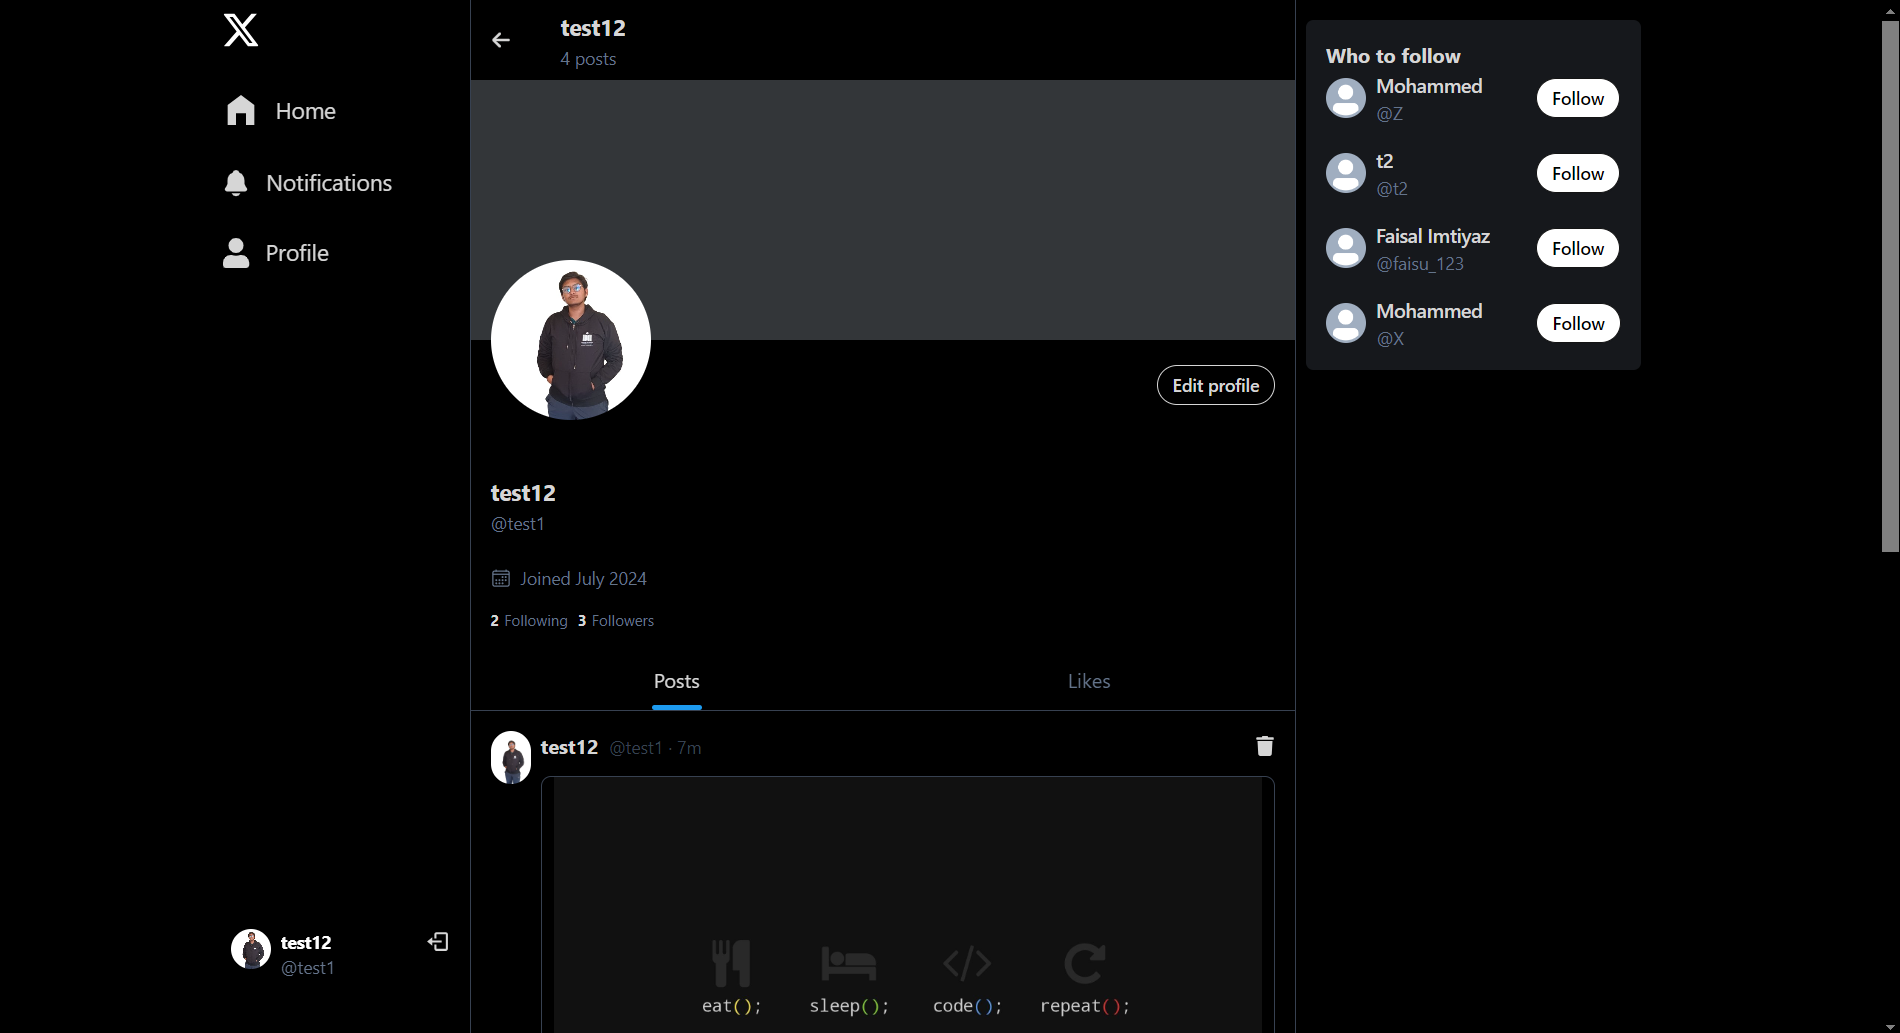 Home
Notifications
Profile
test12
@test1
test12
4 posts
Edit profile
test12
@test1
Joined July 2024
2 Following 3 Followers
Posts Likes
test12 @test1 · 7m
eat(); sleep(); code(); repeat();
Who to follow
Mohammed
@Z
Follow
t2
@t2
Follow
Faisal Imtiyaz
@faisu_123
Follow
Mohammed
@X
Follow